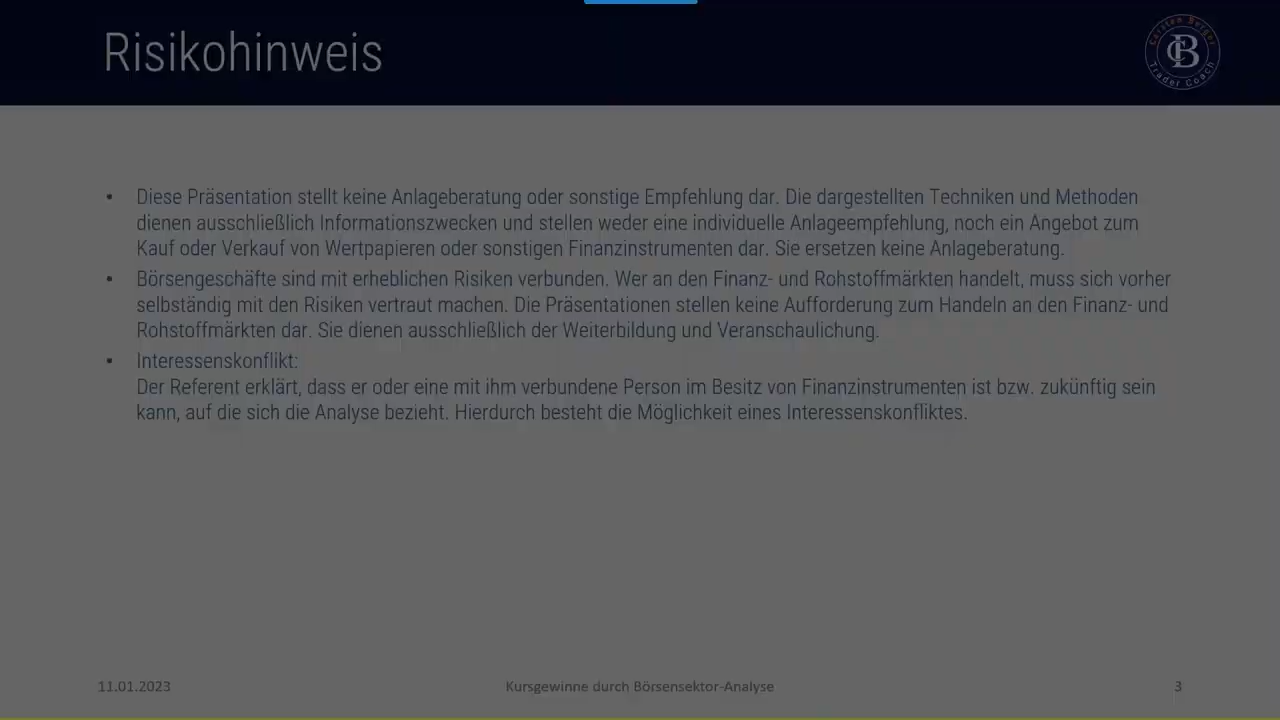 Risikohinweis
Carsten Berger
CB
Trader Coach
• Diese Präsentation stellt keine Anlageberatung oder sonstige Empfehlung dar. Die dargestellten Techniken und Methoden
dienen ausschließlich Informationszwecken und stellen weder eine individuelle Anlageempfehlung, noch ein Angebot zum
Kauf oder Verkauf von Wertpapieren oder sonstigen Finanzinstrumenten dar. Sie ersetzen keine Anlageberatung.
• Börsengeschäfte sind mit erheblichen Risiken verbunden. Wer an den Finanz- und Rohstoffmärkten handelt, muss sich vorher
selbständig mit den Risiken vertraut machen. Die Präsentationen stellen keine Aufforderung zum Handeln an den Finanz- und
Rohstoffmärkten dar. Sie dienen ausschließlich der Weiterbildung und Veranschaulichung.
• Interessenskonflikt:
Der Referent erklärt, dass er oder eine mit ihm verbundene Person im Besitz von Finanzinstrumenten ist bzw. zukünftig sein
kann, auf die sich die Analyse bezieht. Hierdurch besteht die Möglichkeit eines Interessenskonfliktes.
11.01.2023
Kursgewinne durch Börsensektor-Analyse
3